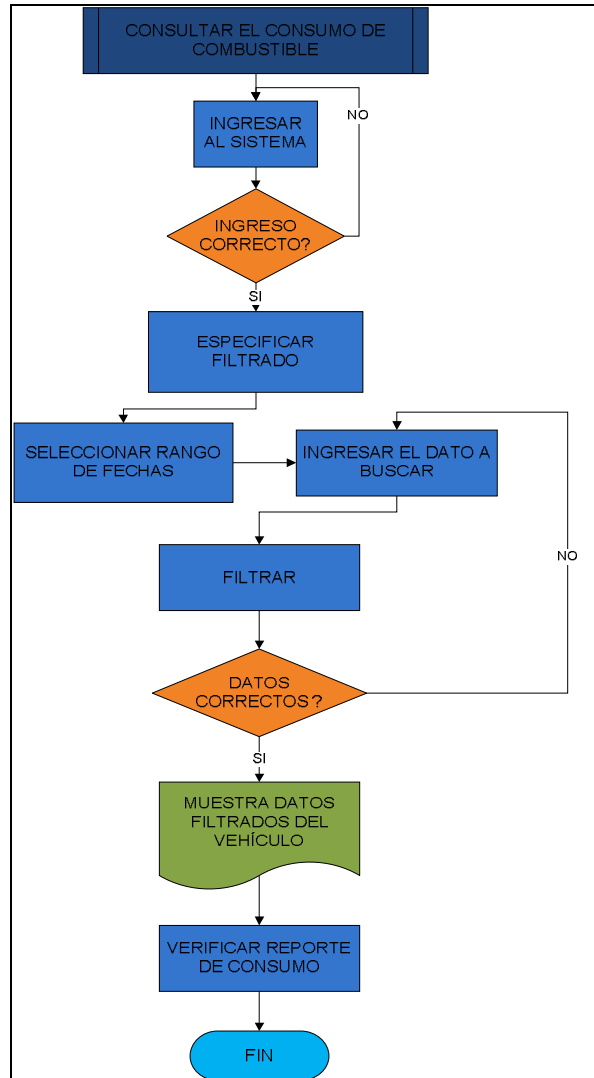 CONSULTAR EL CONSUMO DE
COMBUSTIBLE
NO
INGRESAR
AL SISTEMA
INGRESO
CORRECTO?
SI
ESPECIFICAR
FILTRADO
SELECCIONAR RANGO
DE FECHAS
INGRESAR EL DATO A
BUSCAR
NO
FILTRAR
DATOS
CORRECTOS?
SI
MUESTRA DATOS
FILTRADOS DEL
VEHÍCULO
VERIFICAR REPORTE
DE CONSUMO
FIN